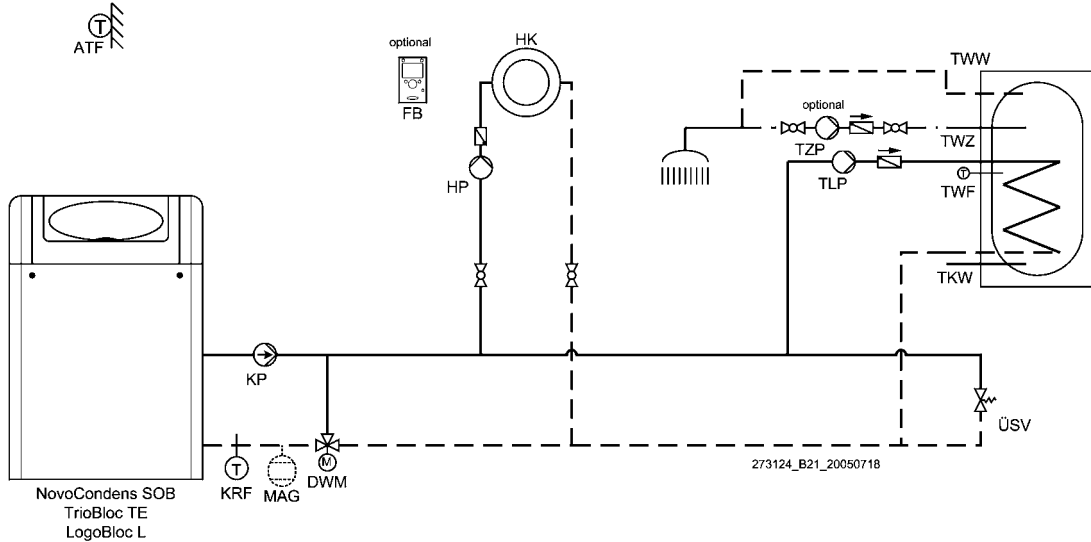 T
ATF
optional
FB
HK
HP
TWW
optional
TZP
TWZ
TLP
T
TWF
TKW
KP
ÜSV
T
KRF
MAG
M
DWM
273124_B21_20050718
NovoCondens SOB
TrioBloc TE
LogoBloc L